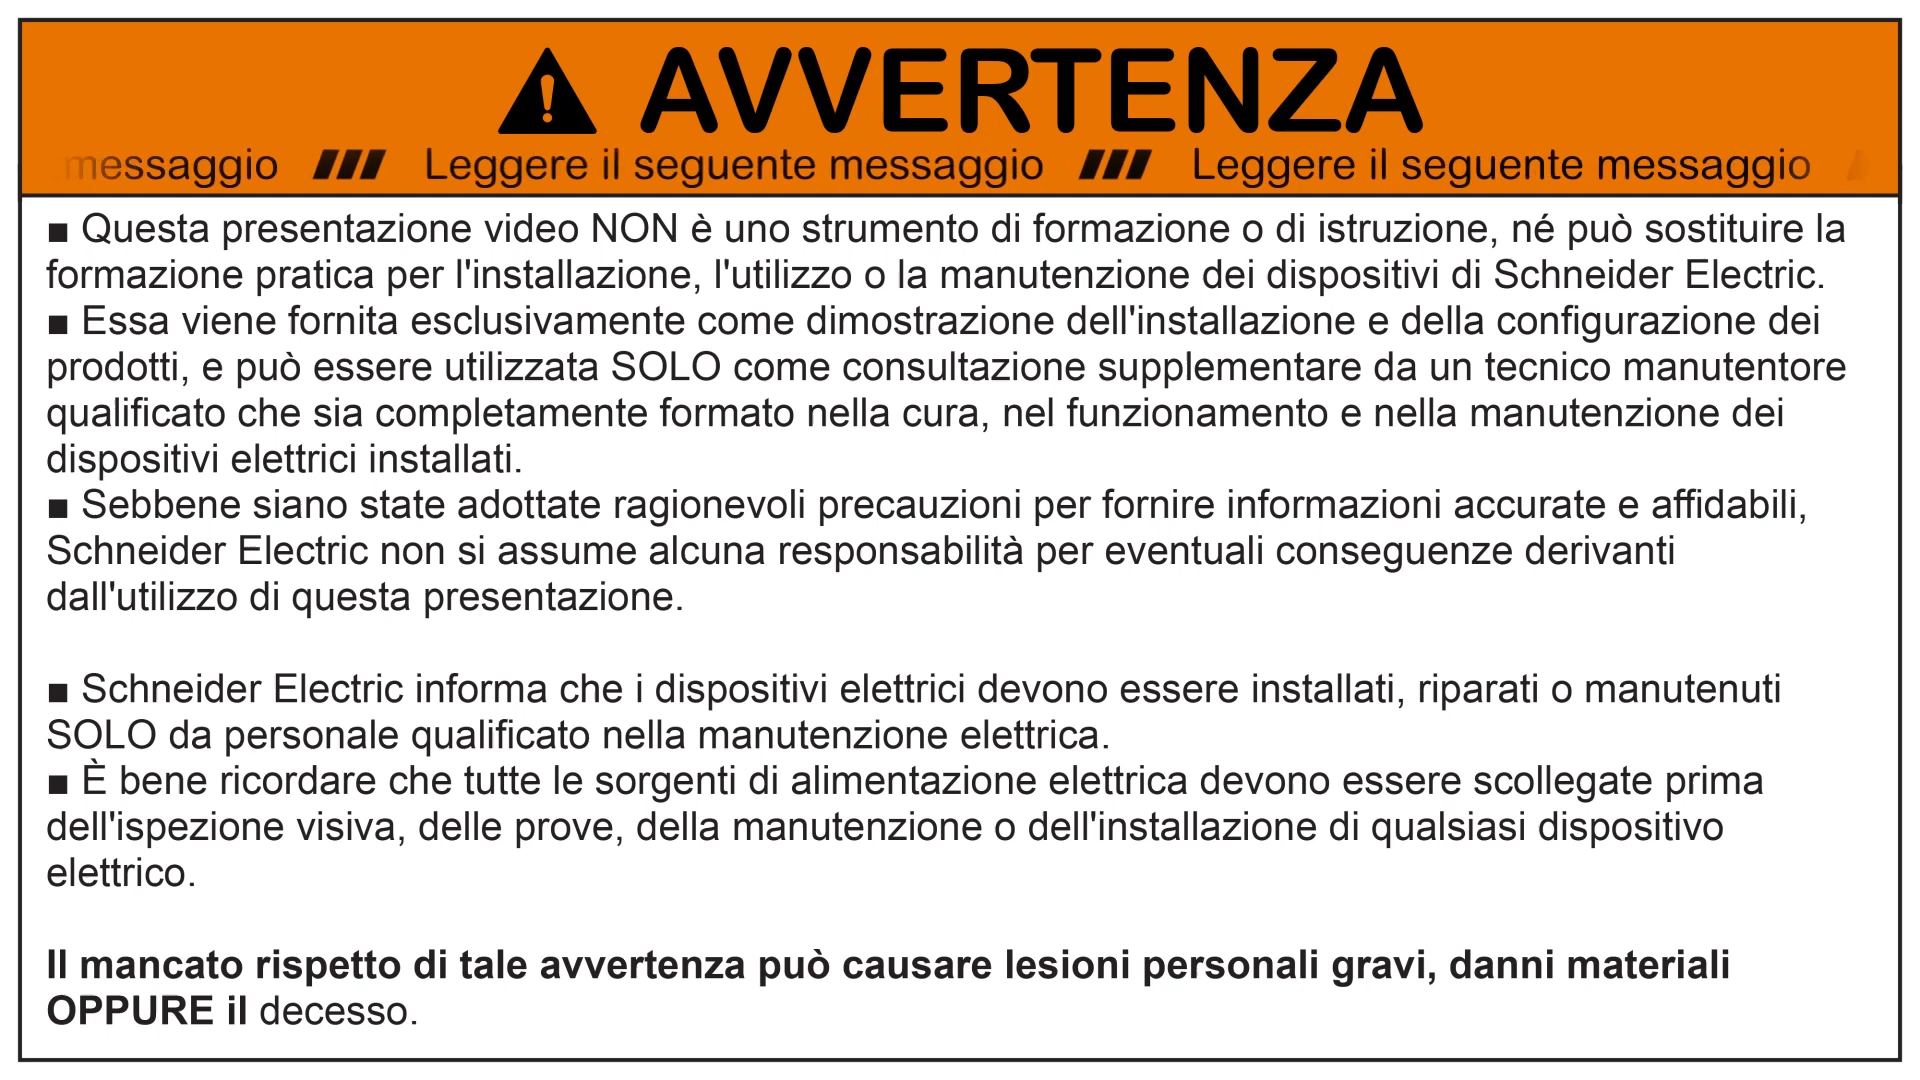 AVVERTENZA
messaggio Leggere il seguente messaggio Leggere il seguente messaggio
■ Questa presentazione video NON è uno strumento di formazione o di istruzione, né può sostituire la
formazione pratica per l'installazione, l'utilizzo o la manutenzione dei dispositivi di Schneider Electric.
■ Essa viene fornita esclusivamente come dimostrazione dell'installazione e della configurazione dei
prodotti, e può essere utilizzata SOLO come consultazione supplementare da un tecnico manutentore
qualificato che sia completamente formato nella cura, nel funzionamento e nella manutenzione dei
dispositivi elettrici installati.
■ Sebbene siano state adottate ragionevoli precauzioni per fornire informazioni accurate e affidabili,
Schneider Electric non si assume alcuna responsabilità per eventuali conseguenze derivanti
dall'utilizzo di questa presentazione.
■ Schneider Electric informa che i dispositivi elettrici devono essere installati, riparati o manutenuti
SOLO da personale qualificato nella manutenzione elettrica.
■ È bene ricordare che tutte le sorgenti di alimentazione elettrica devono essere scollegate prima
dell'ispezione visiva, delle prove, della manutenzione o dell'installazione di qualsiasi dispositivo
elettrico.
Il mancato rispetto di tale avvertenza può causare lesioni personali gravi, danni materiali
OPPURE il decesso.